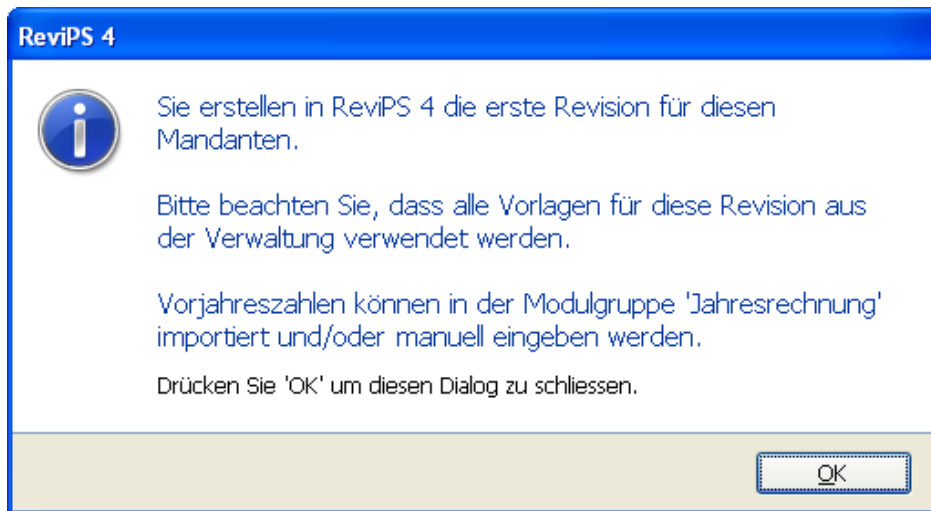 ReviPS 4
Sie erstellen in ReviPS 4 die erste Revision für diesen
Mandanten.
Bitte beachten Sie, dass alle Vorlagen für diese Revision aus
der Verwaltung verwendet werden.
Vorjahreszahlen können in der Modulgruppe 'Jahresrechnung'
importiert und/oder manuell eingeben werden.
Drücken Sie 'OK' um diesen Dialog zu schliessen.
OK